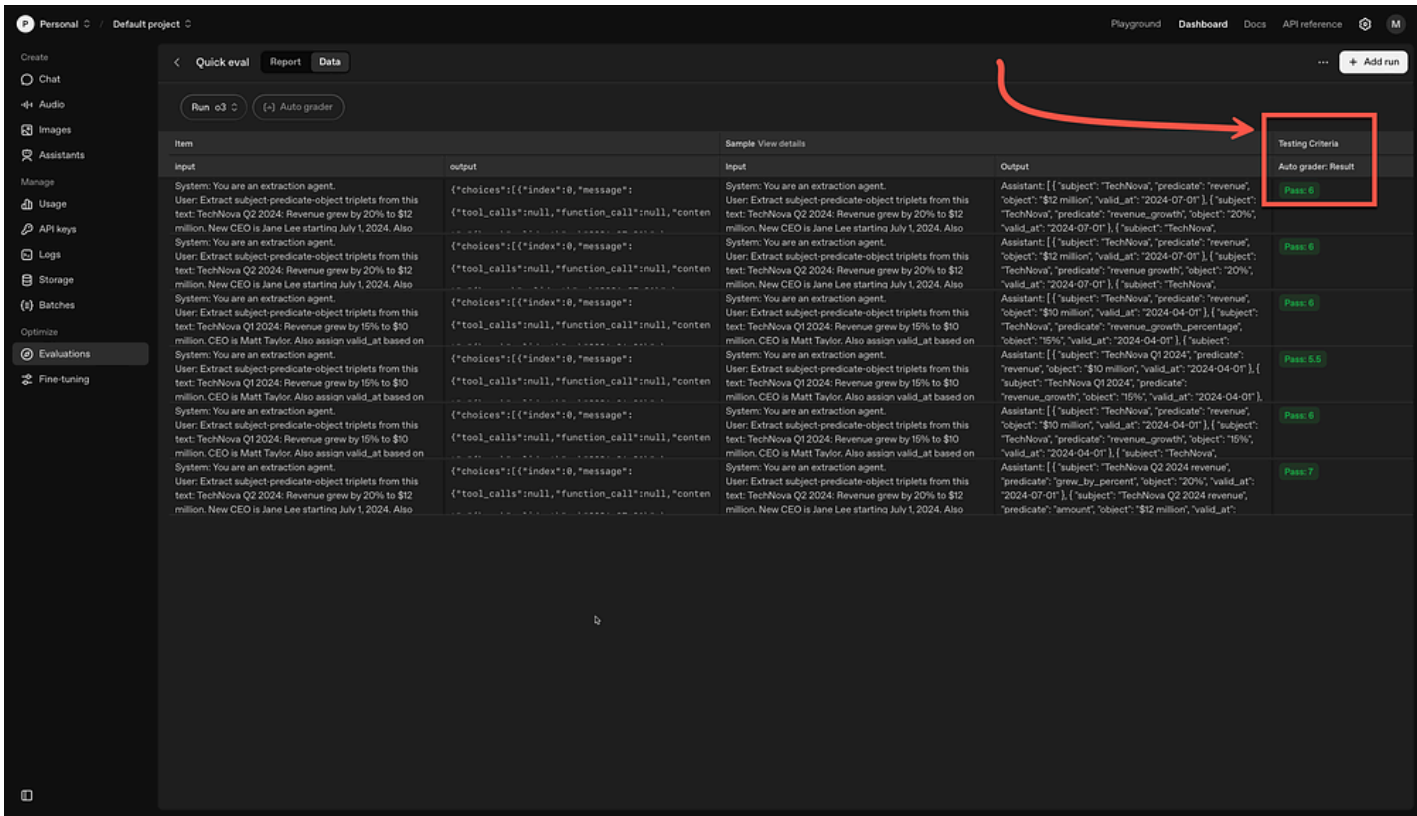 P Personal / Default project
Playground Dashboard Docs API reference M
Create
Chat
Audio
Images
Assistants
Manage
Usage
API keys
Logs
Storage
Batches
Optimize
Evaluations
Fine-tuning
Quick eval Report Data
... + Add run
Run o3 {+} Auto grader
Item Sample View details Testing Criteria
input output Input Output Auto grader: Result
System: You are an extraction agent.
User: Extract subject-predicate-object triplets from this
text: TechNova Q2 2024: Revenue grew by 20% to $12
million. New CEO is Jane Lee starting July 1, 2024. Also
{"choices":[{"index":0,"message":
{"tool_calls":null,"function_call":null,"conten
System: You are an extraction agent.
User: Extract subject-predicate-object triplets from this
text: TechNova Q2 2024: Revenue grew by 20% to $12
million. New CEO is Jane Lee starting July 1, 2024. Also
Assistant: [ { "subject": "TechNova", "predicate": "revenue",
"object": "$12 million", "valid_at": "2024-07-01" }, { "subject":
"TechNova", "predicate": "revenue_growth", "object": "20%",
"valid_at": "2024-07-01" }, { "subject": "TechNova",
Pass: 6
System: You are an extraction agent.
User: Extract subject-predicate-object triplets from this
text: TechNova Q2 2024: Revenue grew by 20% to $12
million. New CEO is Jane Lee starting July 1, 2024. Also
{"choices":[{"index":0,"message":
{"tool_calls":null,"function_call":null,"conten
System: You are an extraction agent.
User: Extract subject-predicate-object triplets from this
text: TechNova Q2 2024: Revenue grew by 20% to $12
million. New CEO is Jane Lee starting July 1, 2024. Also
Assistant: [ { "subject": "TechNova", "predicate": "revenue",
"object": "$12 million", "valid_at": "2024-07-01" }, { "subject":
"TechNova", "predicate": "revenue growth", "object": "20%",
"valid_at": "2024-07-01" }, { "subject": "TechNova",
Pass: 6
System: You are an extraction agent.
User: Extract subject-predicate-object triplets from this
text: TechNova Q1 2024: Revenue grew by 15% to $10
million. CEO is Matt Taylor. Also assign valid_at based on
{"choices":[{"index":0,"message":
{"tool_calls":null,"function_call":null,"conten
System: You are an extraction agent.
User: Extract subject-predicate-object triplets from this
text: TechNova Q1 2024: Revenue grew by 15% to $10
million. CEO is Matt Taylor. Also assign valid_at based on
Assistant: [ { "subject": "TechNova", "predicate": "revenue",
"object": "$10 million", "valid_at": "2024-04-01" }, { "subject":
"TechNova", "predicate": "revenue_growth_percentage",
"object": "15%", "valid_at": "2024-04-01" }, { "subject":
Pass: 6
System: You are an extraction agent.
User: Extract subject-predicate-object triplets from this
text: TechNova Q1 2024: Revenue grew by 15% to $10
million. CEO is Matt Taylor. Also assign valid_at based on
{"choices":[{"index":0,"message":
{"tool_calls":null,"function_call":null,"conten
System: You are an extraction agent.
User: Extract subject-predicate-object triplets from this
text: TechNova Q1 2024: Revenue grew by 15% to $10
million. CEO is Matt Taylor. Also assign valid_at based on
Assistant: [ { "subject": "TechNova Q1 2024", "predicate":
"revenue", "object": "$10 million", "valid_at": "2024-04-01" }, {
"subject": "TechNova Q1 2024", "predicate":
"revenue_growth", "object": "15%", "valid_at": "2024-04-01" },
Pass: 5.5
System: You are an extraction agent.
User: Extract subject-predicate-object triplets from this
text: TechNova Q1 2024: Revenue grew by 15% to $10
million. CEO is Matt Taylor. Also assign valid_at based on
{"choices":[{"index":0,"message":
{"tool_calls":null,"function_call":null,"conten
System: You are an extraction agent.
User: Extract subject-predicate-object triplets from this
text: TechNova Q1 2024: Revenue grew by 15% to $10
million. CEO is Matt Taylor. Also assign valid_at based on
Assistant: [ { "subject": "TechNova", "predicate": "revenue",
"object": "$10 million", "valid_at": "2024-04-01" }, { "subject":
"TechNova", "predicate": "revenue_growth", "object": "15%",
"valid_at": "2024-04-01" }, { "subject": "TechNova",
Pass: 6
System: You are an extraction agent.
User: Extract subject-predicate-object triplets from this
text: TechNova Q2 2024: Revenue grew by 20% to $12
million. New CEO is Jane Lee starting July 1, 2024. Also
{"choices":[{"index":0,"message":
{"tool_calls":null,"function_call":null,"conten
System: You are an extraction agent.
User: Extract subject-predicate-object triplets from this
text: TechNova Q2 2024: Revenue grew by 20% to $12
million. New CEO is Jane Lee starting July 1, 2024. Also
Assistant: [ { "subject": "TechNova Q2 2024 revenue",
"predicate": "grew_by_percent", "object": "20%", "valid_at":
"2024-07-01" }, { "subject": "TechNova Q2 2024 revenue",
"predicate": "amount", "object": "$12 million", "valid_at":
Pass: 7